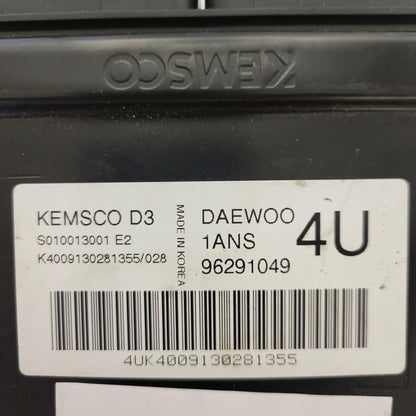 KEMSCO
KEMSCO D3
S010013001 E2
K4009130281355/028
MADE IN KOREA
DAEWOO
1ANS
96291049
4U
4UK4009130281355